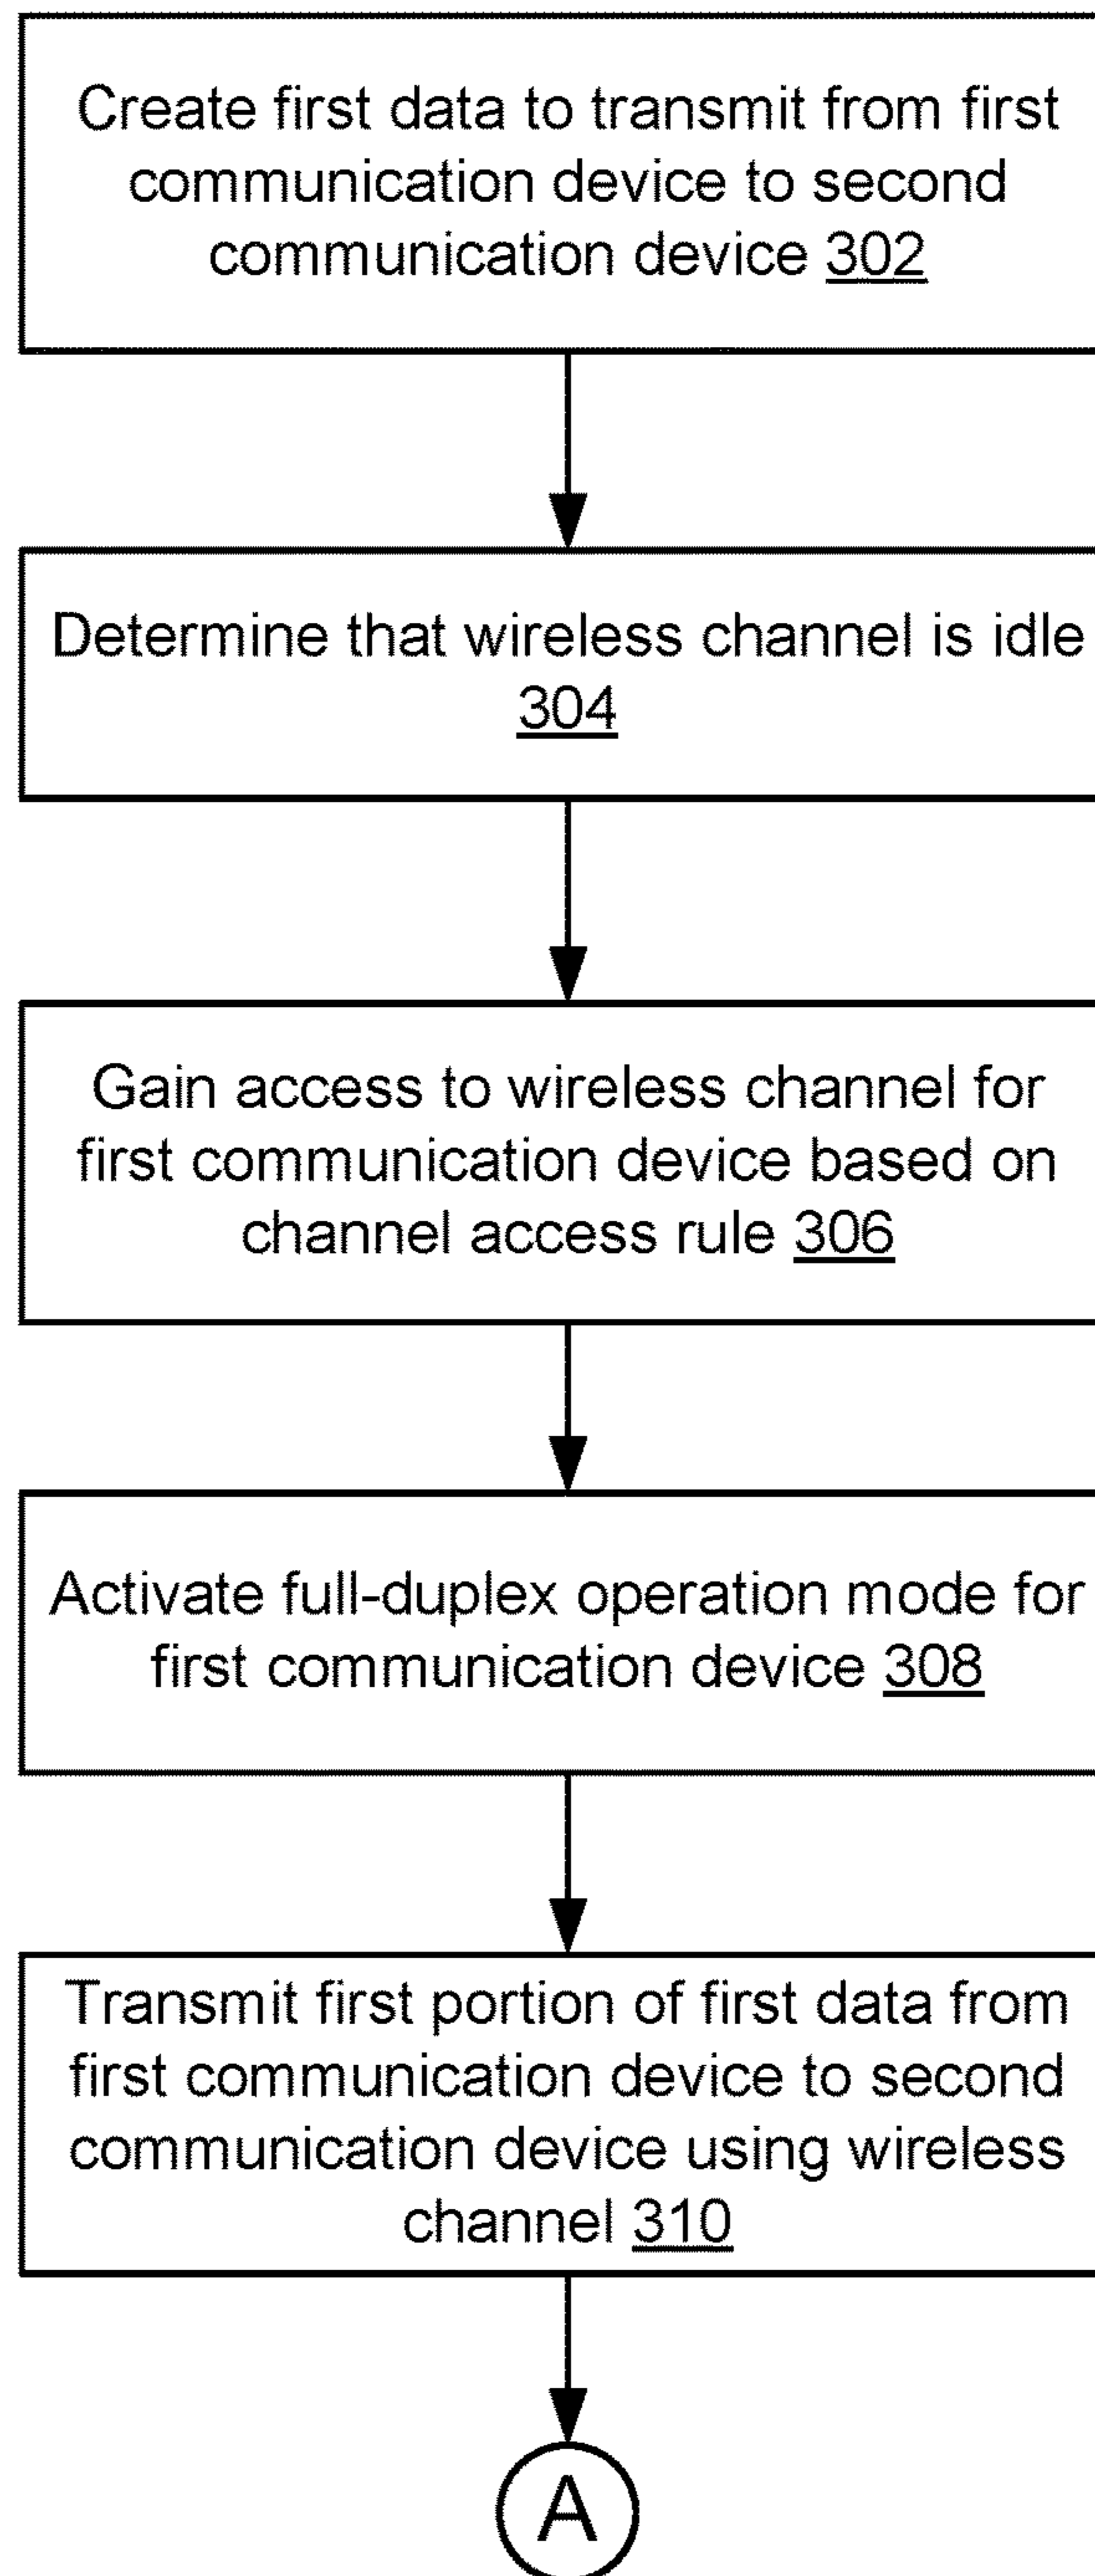 Create first data to transmit from first
communication device to second
communication device 302
Determine that wireless channel is idle
304
Gain access to wireless channel for
first communication device based on
channel access rule 306
Activate full-duplex operation mode for
first communication device 308
Transmit first portion of first data from
first communication device to second
communication device using wireless
channel 310
A